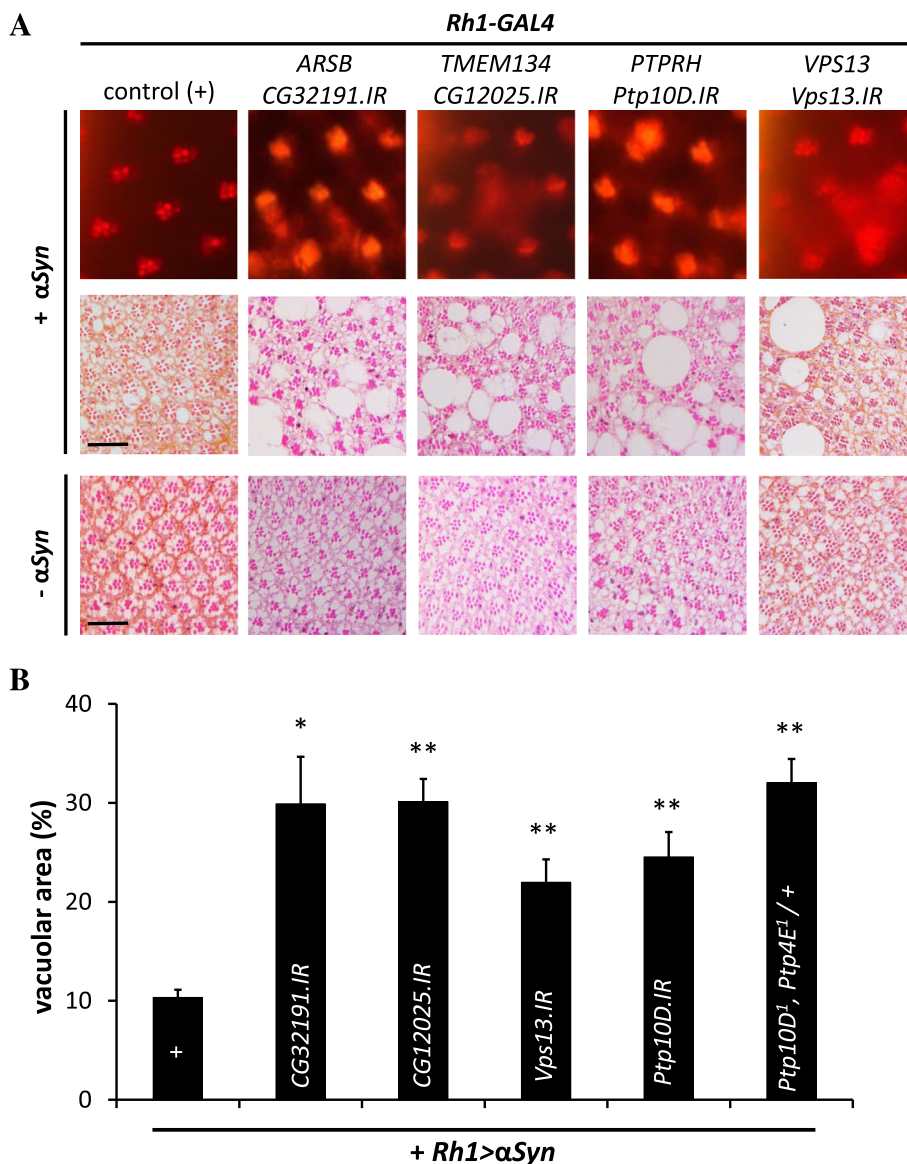 A
Rh1-GAL4
control (+)
ARSB
CG32191.IR
TMEM134
CG12025.IR
PTPRH
Ptp10D.IR
VPS13
Vps13.IR
+ αSyn
- αSyn
B
vacuolar area (%)
40
30
20
10
0
*
**
**
**
**
+
CG32191.IR
CG12025.IR
Vps13.IR
Ptp10D.IR
Ptp10D¹, Ptp4E¹ / +
+ Rh1>αSyn